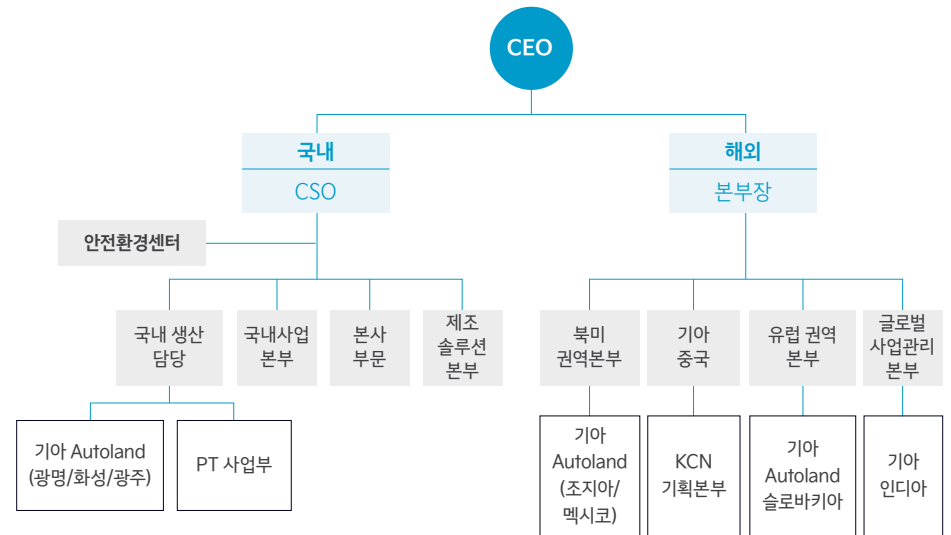 CEO
국내
CSO
해외
본부장
안전환경센터
국내 생산
담당
국내사업
본부
본사
부문
제조
솔루션
본부
북미
권역본부
기아
중국
유럽 권역
본부
글로벌
사업관리
본부
기아 Autoland
(광명/화성/광주)
PT 사업부
기아
Autoland
(조지아/
멕시코)
KCN
기획본부
기아
Autoland
슬로바키아
기아
인디아